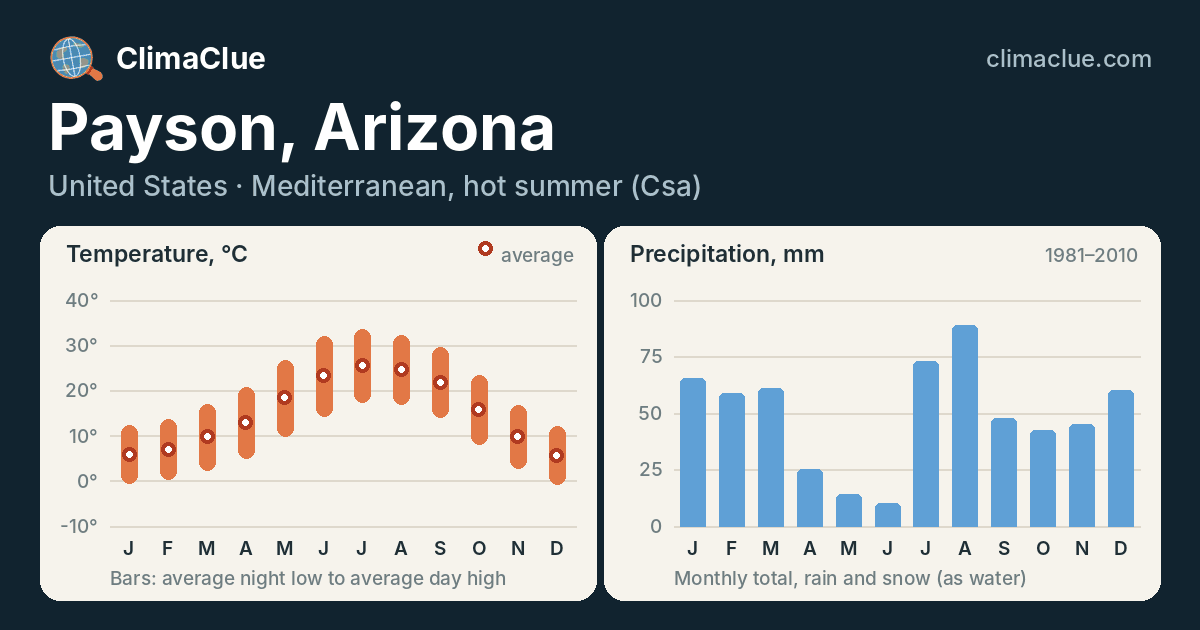 ClimaClue
climaclue.com
Payson, Arizona
United States · Mediterranean, hot summer (Csa)
Temperature, °C
average
40°
30°
20°
10°
0°
-10°
J F M A M J J A S O N D
Bars: average night low to average day high
Precipitation, mm
1981–2010
100
75
50
25
0
J F M A M J J A S O N D
Monthly total, rain and snow (as water)